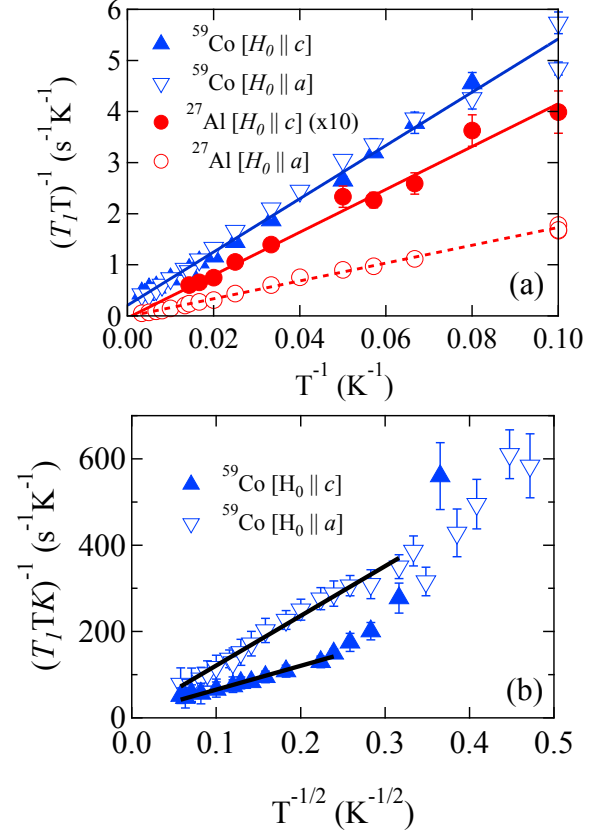 6
5
4
3
2
1
0
(T₁T)⁻¹ (s⁻¹K⁻¹)
⁵⁹Co [H₀ || c]
⁵⁹Co [H₀ || a]
²⁷Al [H₀ || c] (x10)
²⁷Al [H₀ || a]
(a)
0.00 0.02 0.04 0.06 0.08 0.10
T⁻¹ (K⁻¹)
600
400
200
0
(T₁TK)⁻¹ (s⁻¹K⁻¹)
⁵⁹Co [H₀ || c]
⁵⁹Co [H₀ || a]
(b)
0.0 0.1 0.2 0.3 0.4 0.5
T⁻¹/² (K⁻¹/²)